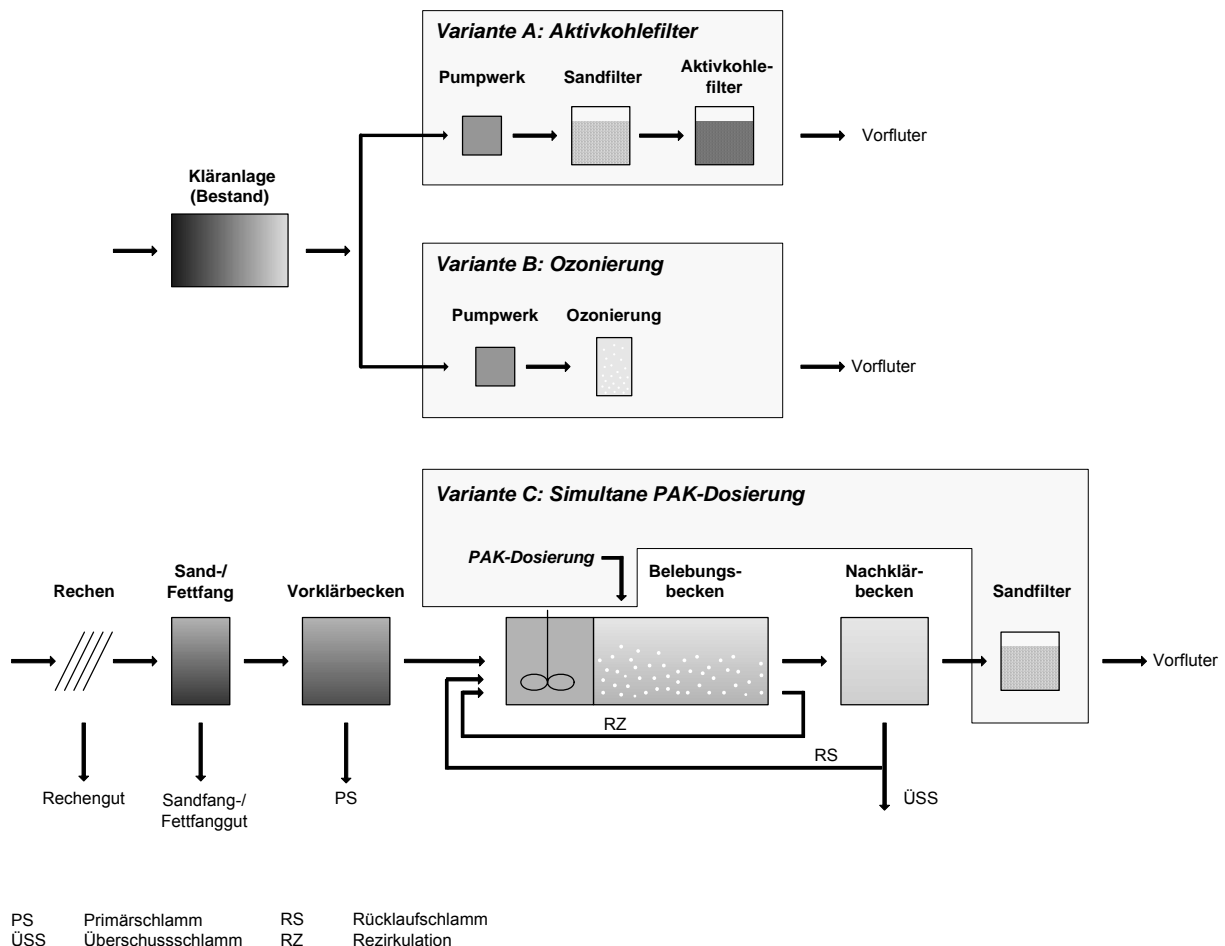 Variante A: Aktivkohlefilter
Pumpwerk
Sandfilter
Aktivkohle-
filter
Vorfluter
Kläranlage
(Bestand)
Variante B: Ozonierung
Pumpwerk
Ozonierung
Vorfluter
Variante C: Simultane PAK-Dosierung
PAK-Dosierung
Rechen
Sand-/
Fettfang
Vorklärbecken
Belebungs-
becken
Nachklär-
becken
Sandfilter
Vorfluter
RZ
RS
Rechengut
Sandfang-/
Fettfanggut
PS
ÜSS
PS Primärschlamm RS Rücklaufschlamm
ÜSS Überschussschlamm RZ Rezirkulation